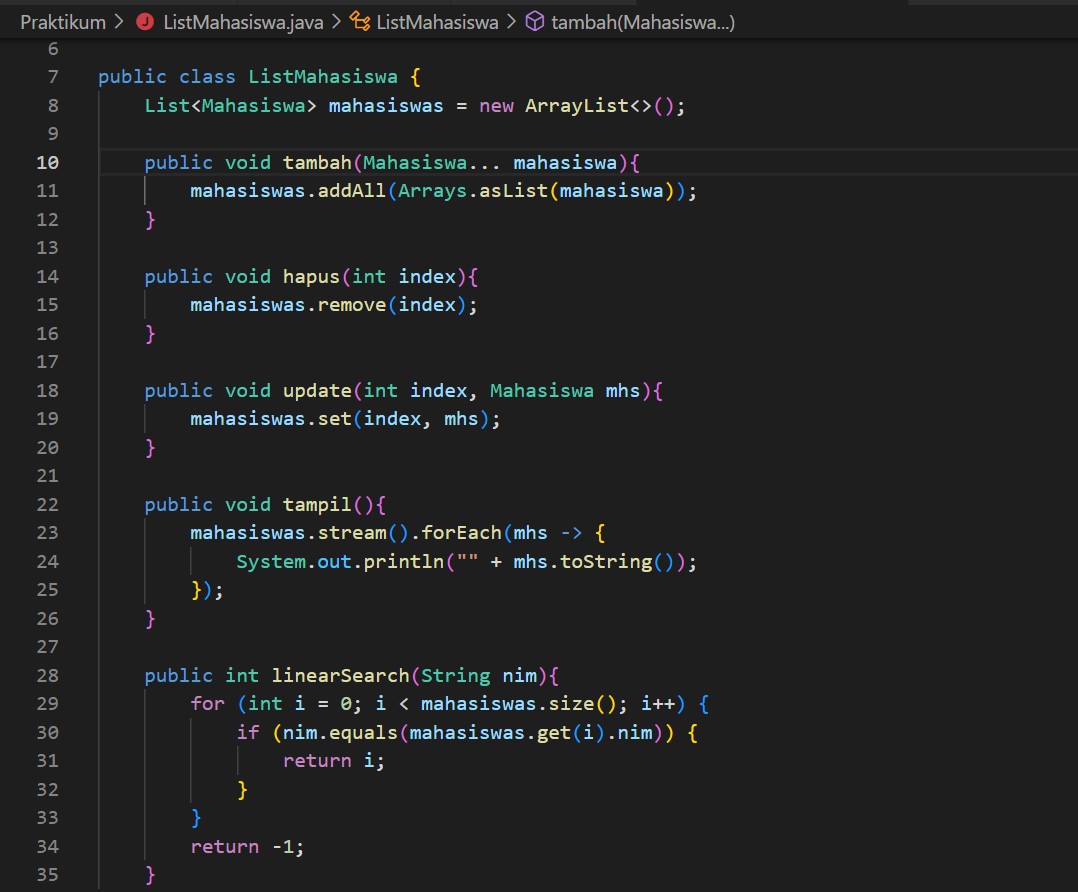 Praktikum > J ListMahasiswa.java > ListMahasiswa > tambah(Mahasiswa...)
6
7 public class ListMahasiswa {
8     List<Mahasiswa> mahasiswas = new ArrayList<>();
9
10     public void tambah(Mahasiswa... mahasiswa){
11         mahasiswas.addAll(Arrays.asList(mahasiswa));
12     }
13
14     public void hapus(int index){
15         mahasiswas.remove(index);
16     }
17
18     public void update(int index, Mahasiswa mhs){
19         mahasiswas.set(index, mhs);
20     }
21
22     public void tampil(){
23         mahasiswas.stream().forEach(mhs -> {
24             System.out.println("" + mhs.toString());
25         });
26     }
27
28     public int linearSearch(String nim){
29         for (int i = 0; i < mahasiswas.size(); i++) {
30             if (nim.equals(mahasiswas.get(i).nim)) {
31                 return i;
32             }
33         }
34         return -1;
35     }